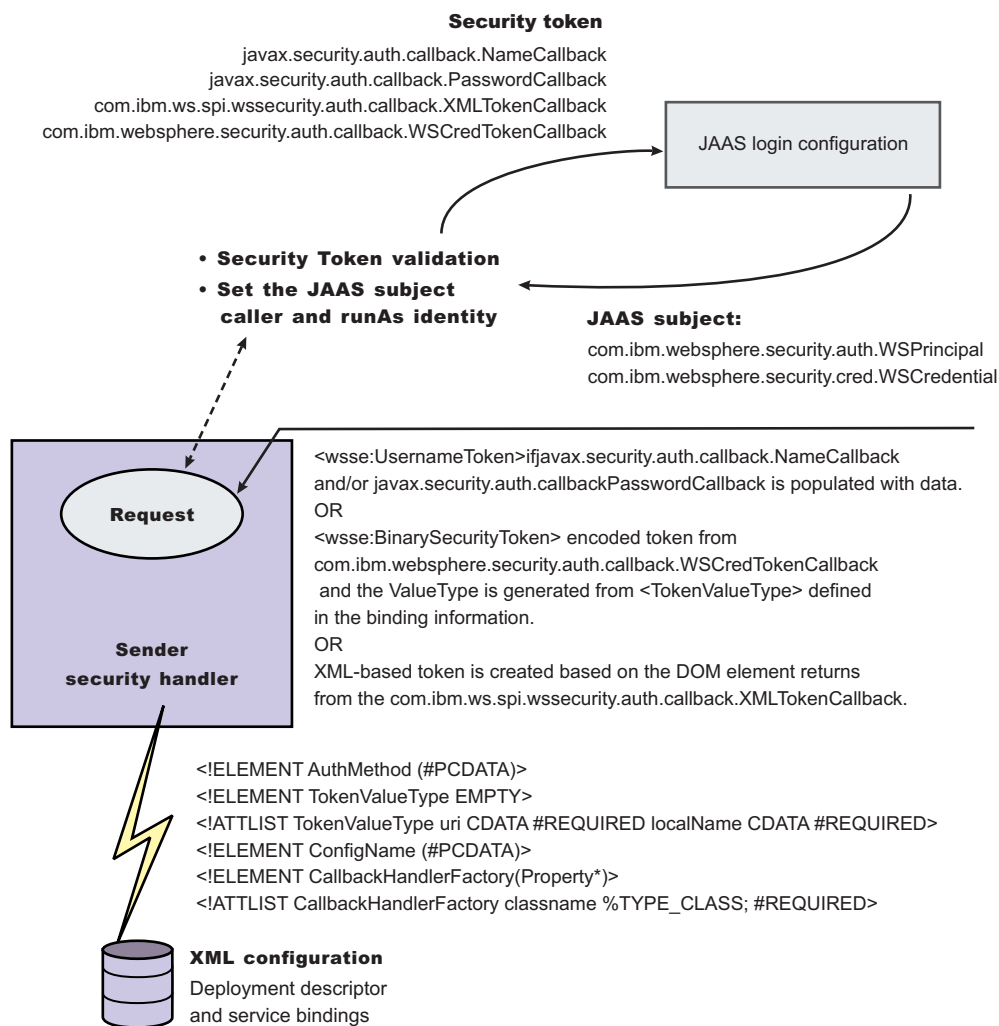 Security token
javax.security.auth.callback.NameCallback
javax.security.auth.callback.PasswordCallback
com.ibm.ws.spi.wssecurity.auth.callback.XMLTokenCallback
com.ibm.websphere.security.auth.callback.WSCredTokenCallback
JAAS login configuration
• Security Token validation
• Set the JAAS subject
caller and runAs identity
JAAS subject:
com.ibm.websphere.security.auth.WSPrincipal
com.ibm.websphere.security.cred.WSCredential
Request
Sender
security handler
<wsse:UsernameToken>ifjavax.security.auth.callback.NameCallback
and/or javax.security.auth.callbackPasswordCallback is populated with data.
OR
<wsse:BinarySecurityToken> encoded token from
com.ibm.websphere.security.auth.callback.WSCredTokenCallback
and the ValueType is generated from <TokenValueType> defined
in the binding information.
OR
XML-based token is created based on the DOM element returns
from the com.ibm.ws.spi.wssecurity.auth.callback.XMLTokenCallback.
<!ELEMENT AuthMethod (#PCDATA)>
<!ELEMENT TokenValueType EMPTY>
<!ATTLIST TokenValueType uri CDATA #REQUIRED localName CDATA #REQUIRED>
<!ELEMENT ConfigName (#PCDATA)>
<!ELEMENT CallbackHandlerFactory(Property*)>
<!ATTLIST CallbackHandlerFactory classname %TYPE_CLASS; #REQUIRED>
XML configuration
Deployment descriptor
and service bindings